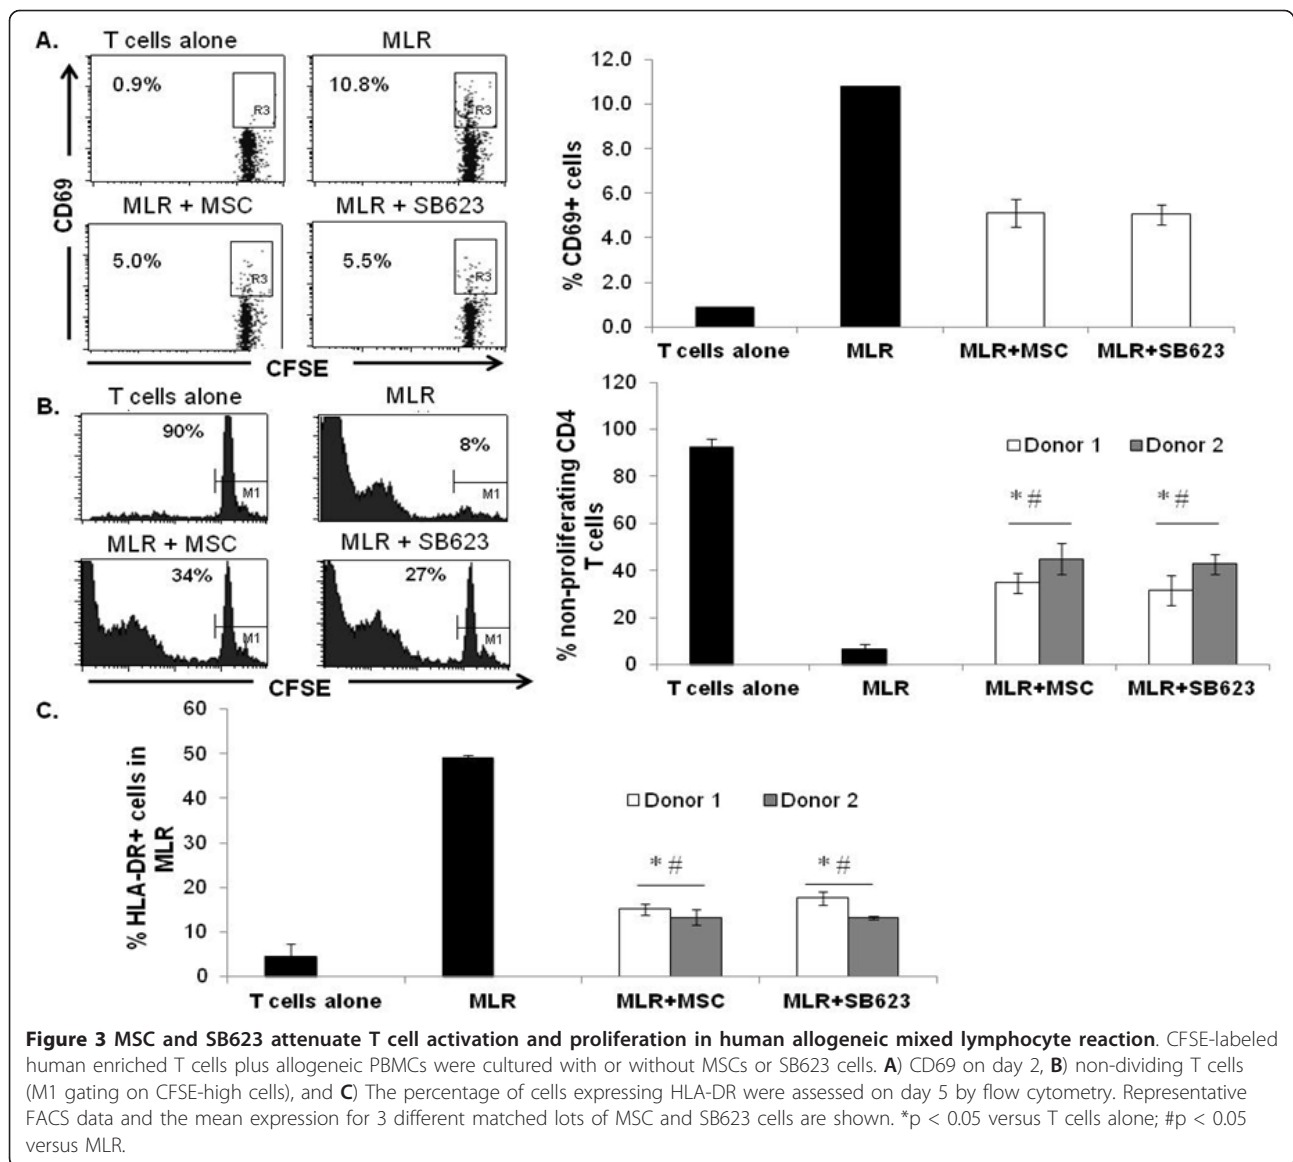 A.
T cells alone
MLR
0.9%
R3
10.8%
R3
MLR + MSC
MLR + SB623
5.0%
R3
5.5%
R3
CD69
CFSE
% CD69+ cells
12.0
10.0
8.0
6.0
4.0
2.0
0.0
T cells alone MLR MLR+MSC MLR+SB623
B.
T cells alone
MLR
90%
M1
8%
M1
MLR + MSC
MLR + SB623
34%
M1
27%
M1
CFSE
% non-proliferating CD4
T cells
120
100
80
60
40
20
0
Donor 1 Donor 2
* # * #
T cells alone MLR MLR+MSC MLR+SB623
C.
% HLA-DR+ cells in
MLR
60
50
40
30
20
10
0
Donor 1 Donor 2
* # * #
T cells alone MLR MLR+MSC MLR+SB623
Figure 3 MSC and SB623 attenuate T cell activation and proliferation in human allogeneic mixed lymphocyte reaction. CFSE-labeled
human enriched T cells plus allogeneic PBMCs were cultured with or without MSCs or SB623 cells. A) CD69 on day 2, B) non-dividing T cells
(M1 gating on CFSE-high cells), and C) The percentage of cells expressing HLA-DR were assessed on day 5 by flow cytometry. Representative
FACS data and the mean expression for 3 different matched lots of MSC and SB623 cells are shown. *p < 0.05 versus T cells alone; #p < 0.05
versus MLR.